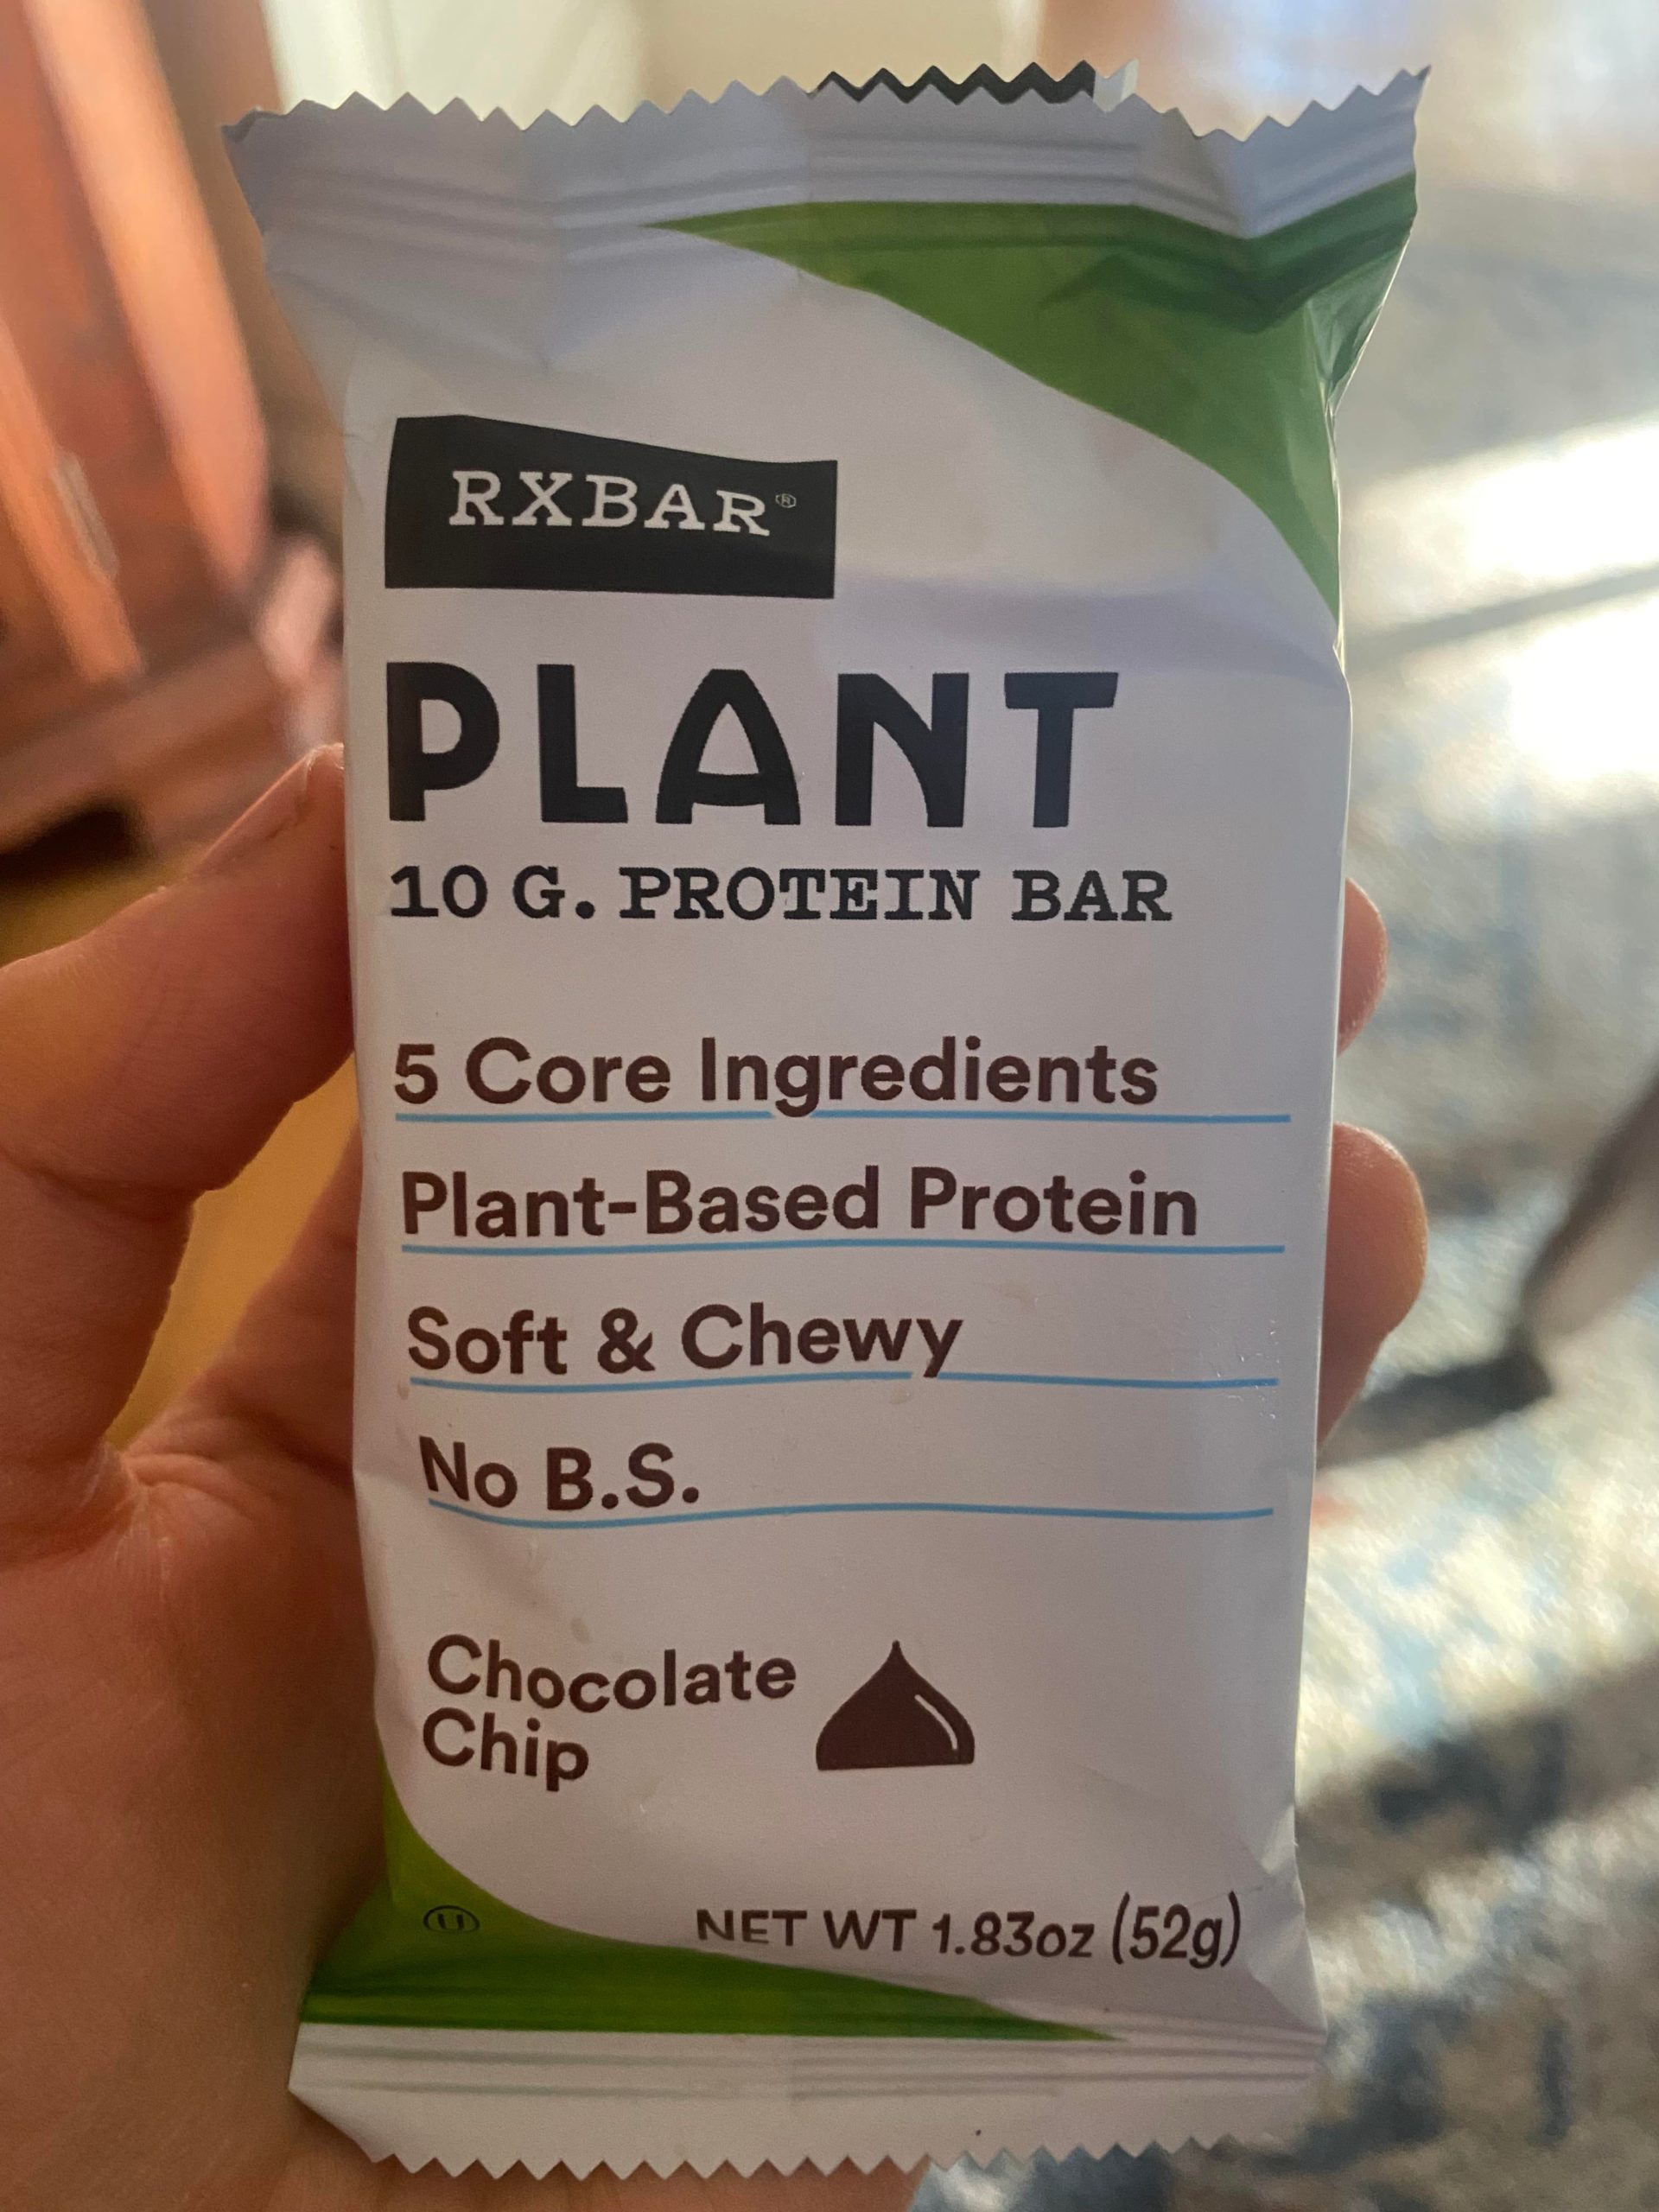 RXBAR®
PLANT
10 G. PROTEIN BAR
5 Core Ingredients
Plant-Based Protein
Soft & Chewy
No B.S.
Chocolate
Chip
U
NET WT 1.83oz (52g)